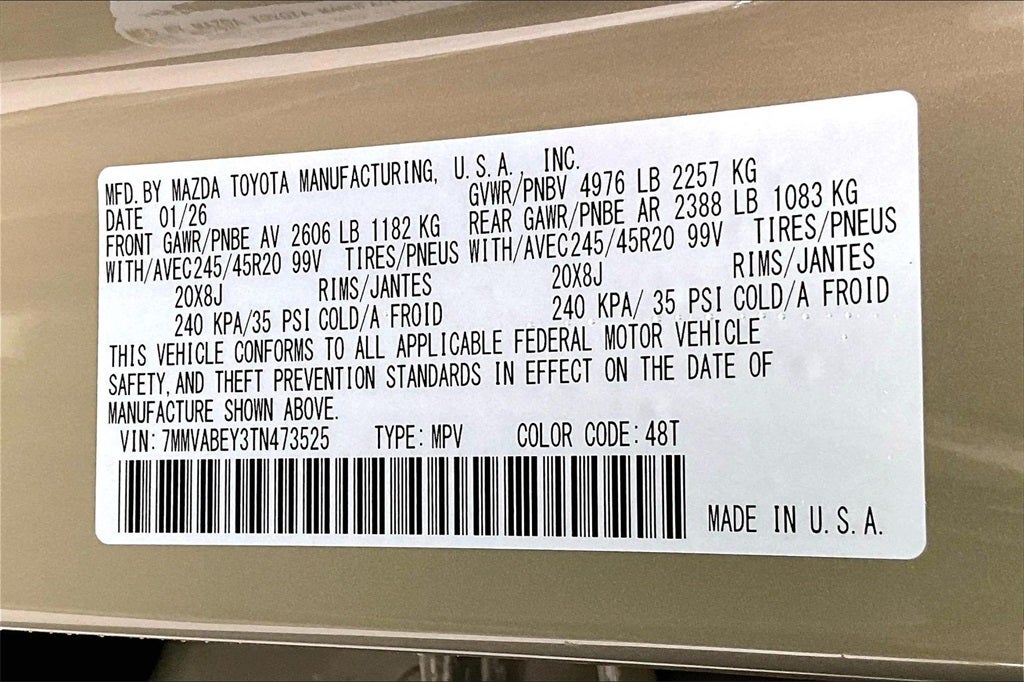 MFD. BY MAZDA TOYOTA MANUFACTURING, U.S.A., INC.
DATE 01/26 GVWR/PNBV 4976 LB 2257 KG
FRONT GAWR/PNBE AV 2606 LB 1182 KG REAR GAWR/PNBE AR 2388 LB 1083 KG
WITH/AVEC245/45R20 99V TIRES/PNEUS WITH/AVEC245/45R20 99V TIRES/PNEUS
20X8J RIMS/JANTES 20X8J RIMS/JANTES
240 KPA/35 PSI COLD/A FROID 240 KPA/ 35 PSI COLD/A FROID
THIS VEHICLE CONFORMS TO ALL APPLICABLE FEDERAL MOTOR VEHICLE
SAFETY, AND THEFT PREVENTION STANDARDS IN EFFECT ON THE DATE OF
MANUFACTURE SHOWN ABOVE.
VIN: 7MMVABEY3TN473525 TYPE: MPV COLOR CODE: 48T
MADE IN U.S.A.